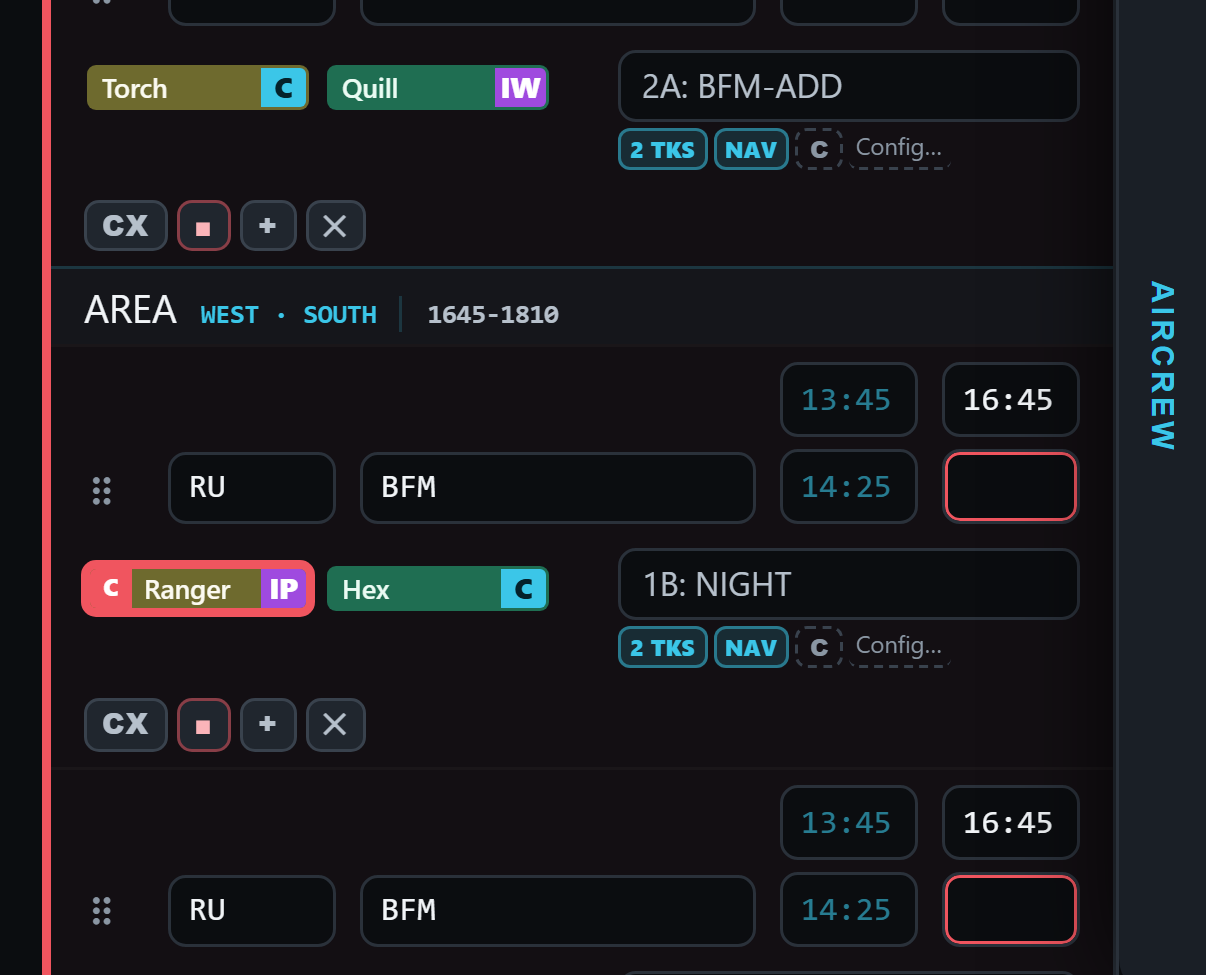 Torch C Quill IW 2A: BFM-ADD
2 TKS NAV C Config...
CX ■ + ✕
AREA WEST · SOUTH 1645-1810
13:45 16:45
RU BFM 14:25
C Ranger IP Hex C 1B: NIGHT
2 TKS NAV C Config...
CX ■ + ✕
13:45 16:45
RU BFM 14:25
AIRCREW